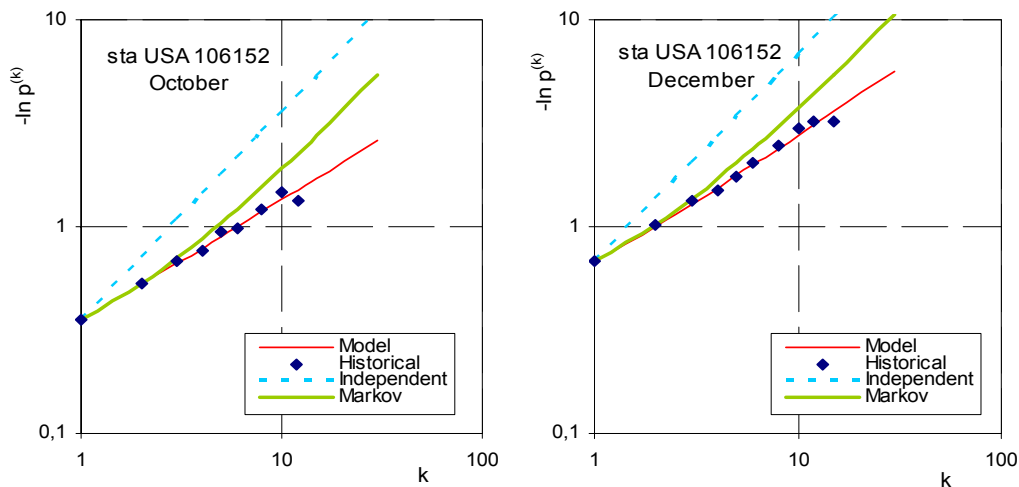 sta USA 106152
October
-ln p(k)
10
1
0,1
1
10
100
k
Model
Historical
Independent
Markov
sta USA 106152
December
-ln p(k)
10
1
0,1
1
10
100
k
Model
Historical
Independent
Markov